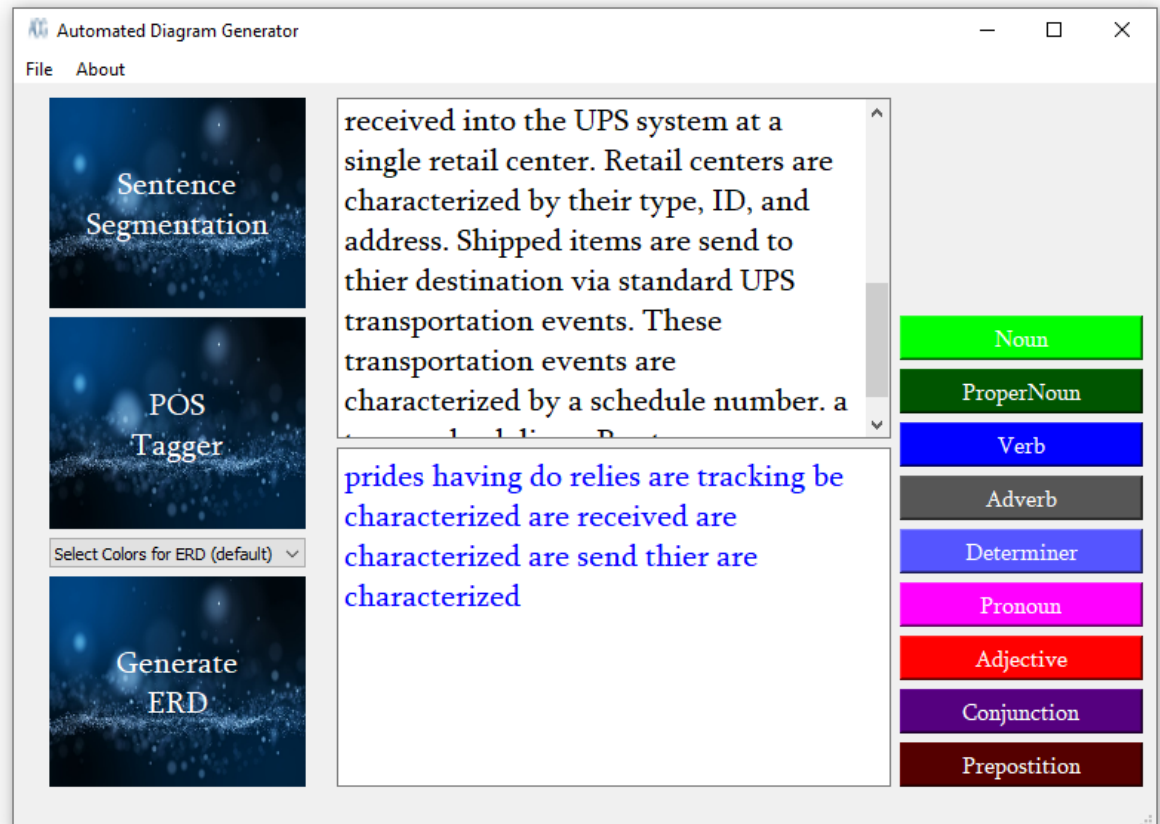 Automated Diagram Generator
File About
Sentence
Segmentation
POS
Tagger
Select Colors for ERD (default)
Generate
ERD
received into the UPS system at a
single retail center. Retail centers are
characterized by their type, ID, and
address. Shipped items are send to
thier destination via standard UPS
transportation events. These
transportation events are
characterized by a schedule number. a
prides having do relies are tracking be
characterized are received are
characterized are send thier are
characterized
Noun
ProperNoun
Verb
Adverb
Determiner
Pronoun
Adjective
Conjunction
Prepostition